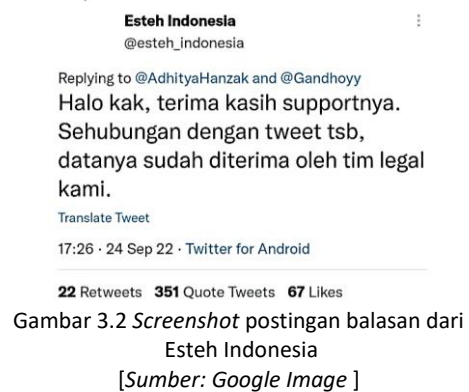 Esteh Indonesia
@esteh_indonesia
Replying to @AdhityaHanzak and @Gandhoyy
Halo kak, terima kasih supportnya.
Sehubungan dengan tweet tsb,
datanya sudah diterima oleh tim legal
kami.
Translate Tweet
17:26 · 24 Sep 22 · Twitter for Android
22 Retweets 351 Quote Tweets 67 Likes
Gambar 3.2 Screenshot postingan balasan dari
Esteh Indonesia
[Sumber: Google Image ]